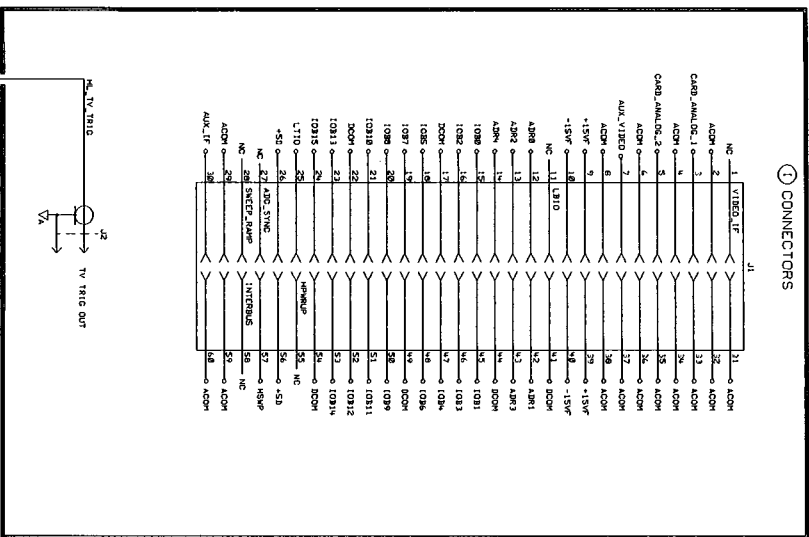 1 CONNECTORS
J1
NC 1 VIDEO_IF 31 ACOM
ACOM 2 32 ACOM
CARD_ANALOG_1 3 33 ACOM
ACOM 4 34 ACOM
CARD_ANALOG_2 5 35 ACOM
ACOM 6 36 ACOM
AUX_VIDEO 7 37 ACOM
ACOM 8 38 ACOM
+15VF 9 39 +15VF
-15VF 10 40 -15VF
NC 11 LBIO 41 DCOM
ADR0 12 42 ADR1
ADR2 13 43 ADR3
ADR4 14 44 DCOM
IOB0 15 45 IOB1
IOB2 16 46 IOB3
DCOM 17 47 IOB4
IOB5 18 48 IOB6
IOB7 19 49 DCOM
IOB8 20 50 IOB9
IOB10 21 51 IOB11
DCOM 22 52 IOB12
IOB13 23 53 IOB14
IOB15 24 54 DCOM
LTIO 25 HPWRUP 55 NC
+5D 26 56 +5D
NC 27 ADC_SYNC 57 HSWP
NC 28 SWEEP_RAMP INTERBUS 58 NC
ACOM 29 59 ACOM
AUX_IF 30 60 ACOM
HL_TV_TRIG
J2
TV TRIG OUT
A